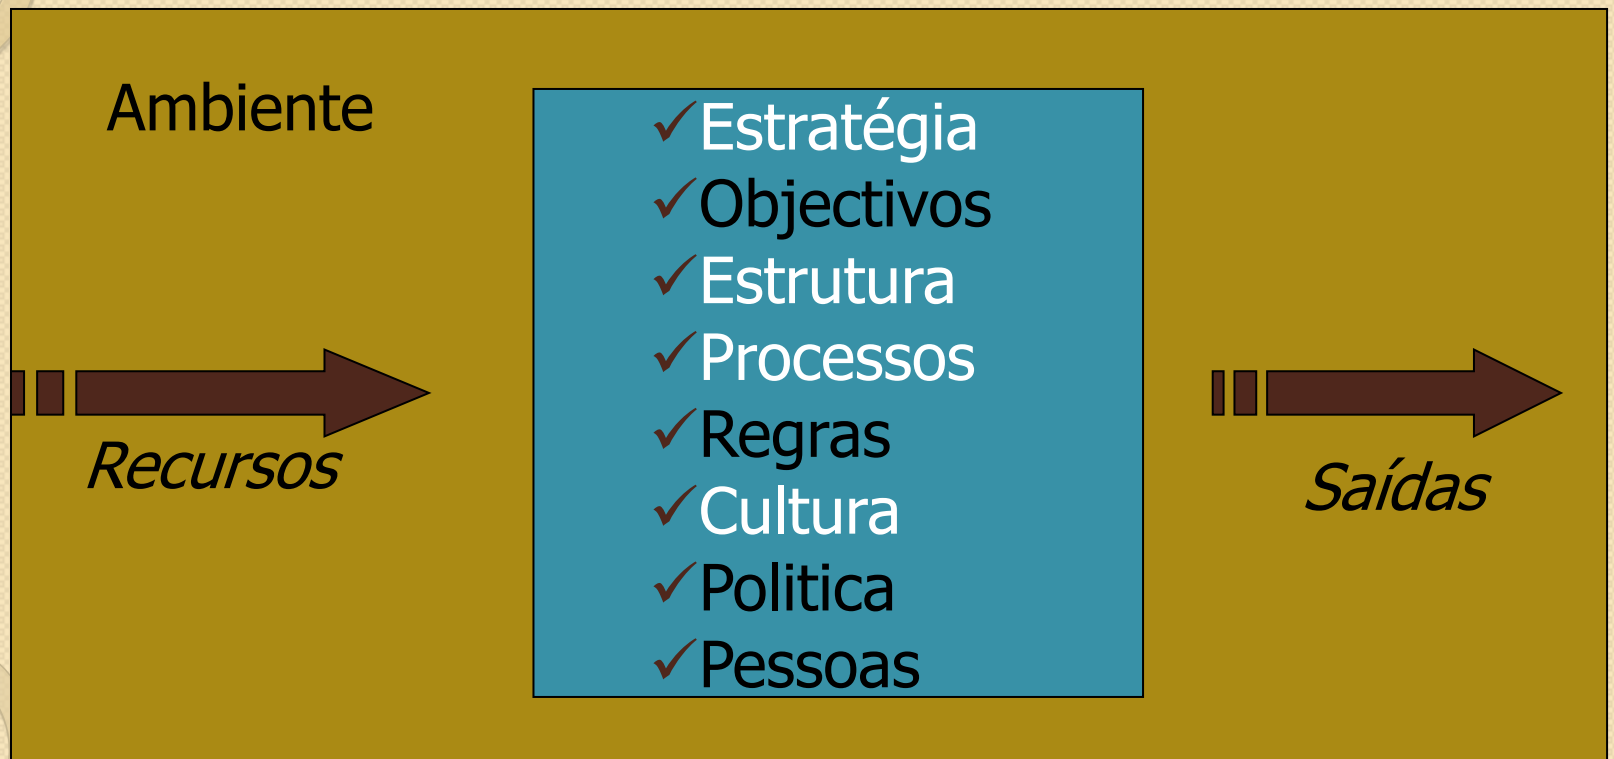 Ambiente
Estratégia
Objectivos
Estrutura
Processos
Regras
Cultura
Politica
Pessoas
Recursos
Saídas